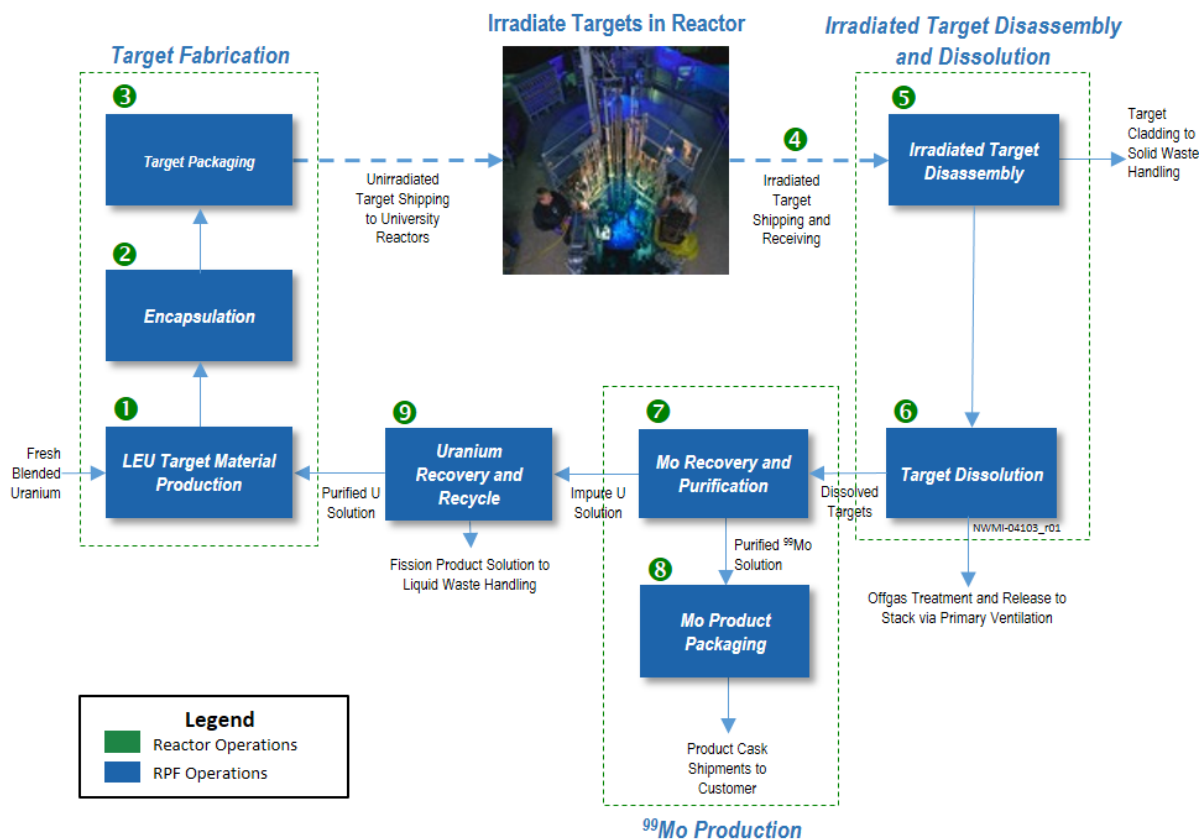 Irradiate Targets in Reactor
Irradiated Target Disassembly
and Dissolution
Target Fabrication
3
Target Packaging
Unirradiated
Target Shipping
to University
Reactors
4
Irradiated
Target
Shipping and
Receiving
5
Irradiated Target
Disassembly
Target
Cladding to
Solid Waste
Handling
2
Encapsulation
1
LEU Target Material
Production
Fresh
Blended
Uranium
9
Uranium
Recovery and
Recycle
Purified U
Solution
Fission Product Solution to
Liquid Waste Handling
7
Mo Recovery and
Purification
Impure U
Solution
6
Target Dissolution
Dissolved
Targets
NWMI-04103_r01
Offgas Treatment and Release to
Stack via Primary Ventilation
Purified ⁹⁹Mo
Solution
8
Mo Product
Packaging
Product Cask
Shipments to
Customer
⁹⁹Mo Production
Legend
Reactor Operations
RPF Operations